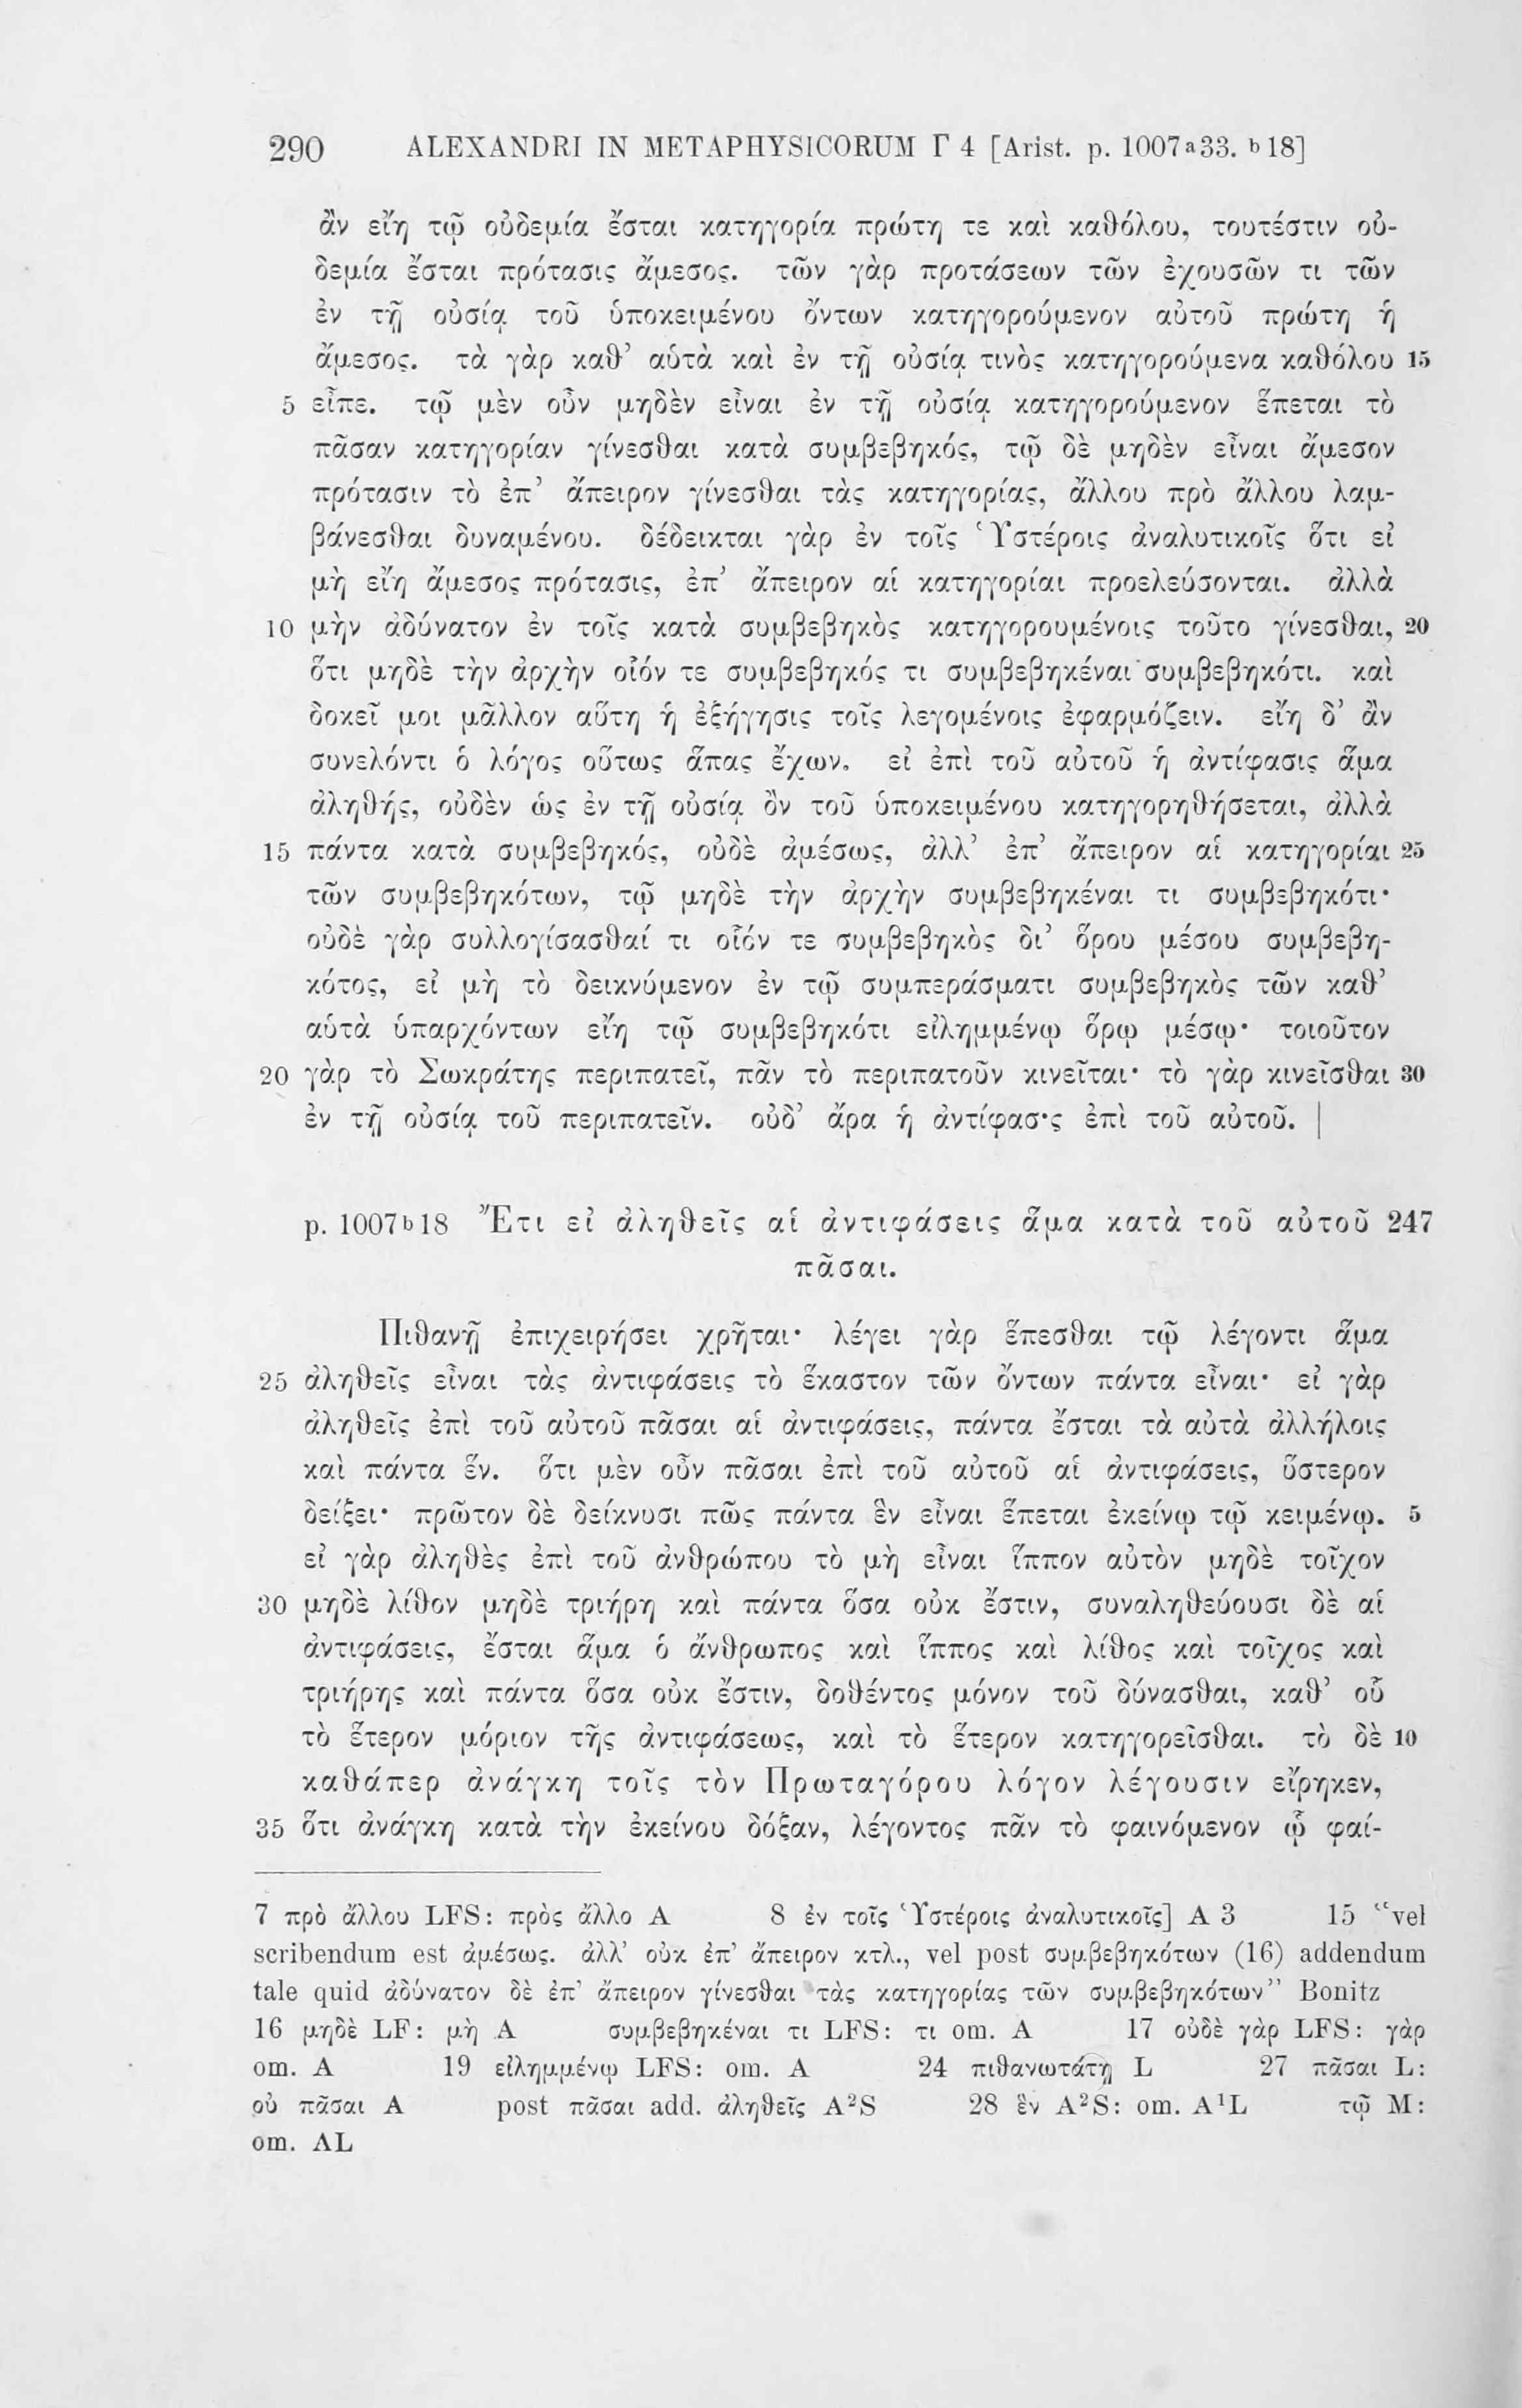 290 ALEXANDRI IN METAPHYSICORUM Γ 4 [Arist. p. 1007a33. b18]
ἂν εἴη τῷ οὐδεμία ἔσται κατηγορία πρώτη τε καὶ καθόλου, τουτέστιν οὐ-
δεμία ἔσται πρότασις ἄμεσος. τῶν γὰρ προτάσεων τῶν ἐχουσῶν τι τῶν
ἐν τῇ οὐσίᾳ τοῦ ὑποκειμένου ὄντων κατηγορούμενον αὐτοῦ πρώτη ἡ
ἄμεσος. τὰ γὰρ καθ’ αὑτὰ καὶ ἐν τῇ οὐσίᾳ τινὸς κατηγορούμενα καθόλου 15
5 εἶπε. τῷ μὲν οὖν μηδὲν εἶναι ἐν τῇ οὐσίᾳ κατηγορούμενον ἕπεται τὸ
πᾶσαν κατηγορίαν γίνεσθαι κατὰ συμβεβηκός, τῷ δὲ μηδὲν εἶναι ἄμεσον
πρότασιν τὸ ἐπ’ ἄπειρον γίνεσθαι τὰς κατηγορίας, ἄλλου πρὸ ἄλλου λαμ-
βάνεσθαι δυναμένου. δέδεικται γὰρ ἐν τοῖς Ὑστέροις ἀναλυτικοῖς ὅτι εἰ
μὴ εἴη ἄμεσος πρότασις, ἐπ’ ἄπειρον αἱ κατηγορίαι προελεύσονται. ἀλλὰ
10 μὴν ἀδύνατον ἐν τοῖς κατὰ συμβεβηκὸς κατηγορουμένοις τοῦτο γίνεσθαι, 20
ὅτι μηδὲ τὴν ἀρχὴν οἷόν τε συμβεβηκός τι συμβεβηκέναι συμβεβηκότι. καὶ
δοκεῖ μοι μᾶλλον αὕτη ἡ ἐξήγησις τοῖς λεγομένοις ἐφαρμόζειν. εἴη δ’ ἂν
συνελόντι ὁ λόγος οὕτως ἅπας ἔχων. εἰ ἐπὶ τοῦ αὐτοῦ ἡ ἀντίφασις ἅμα
ἀληθής, οὐδὲν ὡς ἐν τῇ οὐσίᾳ ὂν τοῦ ὑποκειμένου κατηγορηθήσεται, ἀλλὰ
15 πάντα κατὰ συμβεβηκός, οὐδὲ ἀμέσως, ἀλλ’ ἐπ’ ἄπειρον αἱ κατηγορίαι 25
τῶν συμβεβηκότων, τῷ μηδὲ τὴν ἀρχὴν συμβεβηκέναι τι συμβεβηκότι·
οὐδὲ γὰρ συλλογίσασθαί τι οἷόν τε συμβεβηκὸς δι’ ὅρου μέσου συμβεβη-
κότος, εἰ μὴ τὸ δεικνύμενον ἐν τῷ συμπεράσματι συμβεβηκὸς τῶν καθ’
αὑτὰ ὑπαρχόντων εἴη τῷ συμβεβηκότι εἰλημμένῳ ὅρῳ μέσῳ· τοιοῦτον
20 γὰρ τὸ Σωκράτης περιπατεῖ, πᾶν τὸ περιπατοῦν κινεῖται· τὸ γὰρ κινεῖσθαι 30
ἐν τῇ οὐσίᾳ τοῦ περιπατεῖν. οὐδ’ ἄρα ἡ ἀντίφασις ἐπὶ τοῦ αὐτοῦ. |
p. 1007b18 Ἔτι εἰ ἀληθεῖς αἱ ἀντιφάσεις ἅμα κατὰ τοῦ αὐτοῦ 247
πᾶσαι.
Πιθανῇ ἐπιχειρήσει χρῆται· λέγει γὰρ ἕπεσθαι τῷ λέγοντι ἅμα
25 ἀληθεῖς εἶναι τὰς ἀντιφάσεις τὸ ἕκαστον τῶν ὄντων πάντα εἶναι· εἰ γὰρ
ἀληθεῖς ἐπὶ τοῦ αὐτοῦ πᾶσαι αἱ ἀντιφάσεις, πάντα ἔσται τὰ αὐτὰ ἀλλήλοις
καὶ πάντα ἕν. ὅτι μὲν οὖν πᾶσαι ἐπὶ τοῦ αὐτοῦ αἱ ἀντιφάσεις, ὕστερον
δείξει· πρῶτον δὲ δείκνυσι πῶς πάντα ἓν εἶναι ἕπεται ἐκείνῳ τῷ κειμένῳ. 5
εἰ γὰρ ἀληθὲς ἐπὶ τοῦ ἀνθρώπου τὸ μὴ εἶναι ἵππον αὐτὸν μηδὲ τοῖχον
30 μηδὲ λίθον μηδὲ τριήρη καὶ πάντα ὅσα οὐκ ἔστιν, συναληθεύουσι δὲ αἱ
ἀντιφάσεις, ἔσται ἅμα ὁ ἄνθρωπος καὶ ἵππος καὶ λίθος καὶ τοῖχος καὶ
τριήρης καὶ πάντα ὅσα οὐκ ἔστιν, δοθέντος μόνον τοῦ δύνασθαι, καθ’ οὗ
τὸ ἕτερον μόριον τῆς ἀντιφάσεως, καὶ τὸ ἕτερον κατηγορεῖσθαι. τὸ δὲ 10
καθάπερ ἀνάγκη τοῖς τὸν Πρωταγόρου λόγον λέγουσιν εἴρηκεν,
35 ὅτι ἀνάγκη κατὰ τὴν ἐκείνου δόξαν, λέγοντος πᾶν τὸ φαινόμενον ᾧ φαί-
7 πρὸ ἄλλου LFS: πρὸς ἄλλο A 8 ἐν τοῖς Ὑστέροις ἀναλυτικοῖς] A 3 15 “vel
scribendum est ἀμέσως. ἀλλ’ οὐκ ἐπ’ ἄπειρον κτλ., vel post συμβεβηκότων (16) addendum
tale quid ἀδύνατον δὲ ἐπ’ ἄπειρον γίνεσθαι τὰς κατηγορίας τῶν συμβεβηκότων” Bonitz
16 μηδὲ LF: μὴ A συμβεβηκέναι τι LFS: τι om. A 17 οὐδὲ γὰρ LFS: γὰρ
om. A 19 εἰλημμένῳ LFS: om. A 24 πιθανωτάτῃ L 27 πᾶσαι L:
οὐ πᾶσαι A post πᾶσαι add. ἀληθεῖς A²S 28 ἓν A²S: om. A¹L τῷ M:
om. AL